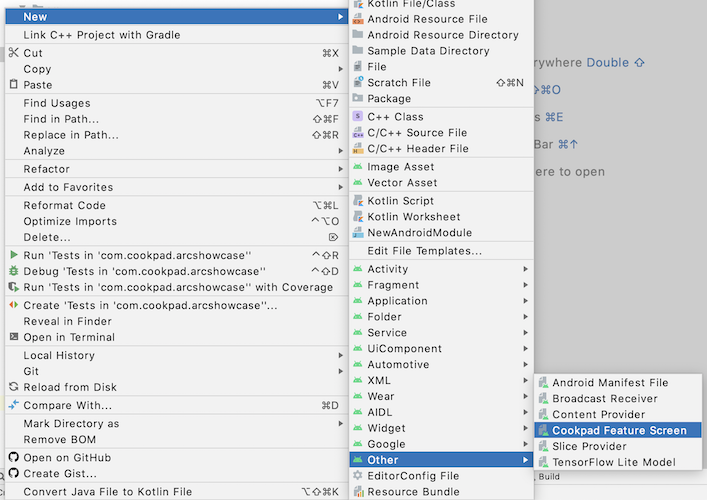 New
Link C++ Project with Gradle
Cut ⌘X
Copy
Paste ⌘V
Find Usages ⌥F7
Find in Path... ⇧⌘F
Replace in Path... ⇧⌘R
Analyze
Refactor
Add to Favorites
Reformat Code ⌥⌘L
Optimize Imports ^⌥O
Delete... ⌦
Run 'Tests in 'com.cookpad.arcshowcase'' ^⇧R
Debug 'Tests in 'com.cookpad.arcshowcase'' ^⇧D
Run 'Tests in 'com.cookpad.arcshowcase'' with Coverage
Create 'Tests in 'com.cookpad.arcshowcase''...
Reveal in Finder
Open in Terminal
Local History
Git
Reload from Disk
Compare With... ⌘D
Mark Directory as
Remove BOM
Open on GitHub
Create Gist...
Convert Java File to Kotlin File ⌥⇧⌘K
Kotlin File/Class
Android Resource File
Android Resource Directory
Sample Data Directory
File
Scratch File ⇧⌘N
Package
C++ Class
C/C++ Source File
C/C++ Header File
Image Asset
Vector Asset
Kotlin Script
Kotlin Worksheet
NewAndroidModule
Edit File Templates...
Activity
Fragment
Application
Folder
Service
UiComponent
Automotive
XML
Wear
AIDL
Widget
Google
Other
EditorConfig File
Resource Bundle
Android Manifest File
Broadcast Receiver
Content Provider
Cookpad Feature Screen
Slice Provider
TensorFlow Lite Model
rywhere Double ⇧
⇧⌘O
s ⌘E
Bar ⌘↑
ere to open
, Build